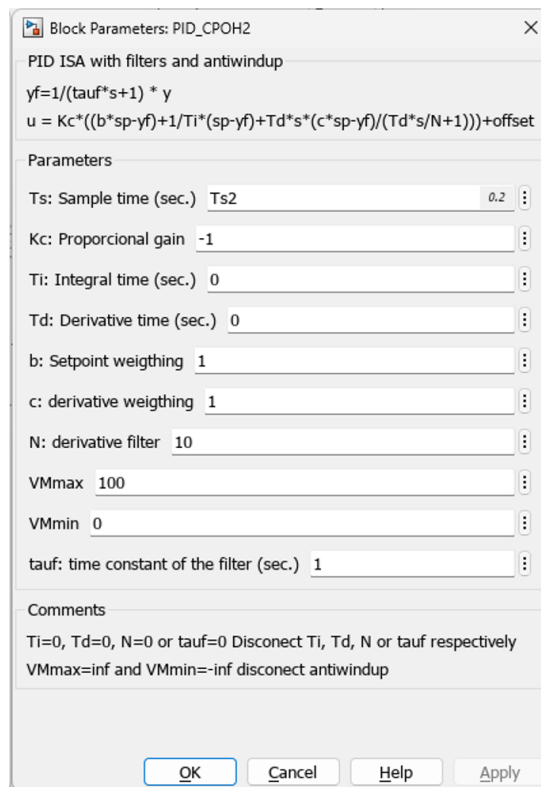 Block Parameters: PID_CPOH2
PID ISA with filters and antiwindup
yf=1/(tauf*s+1) * y
u = Kc*((b*sp-yf)+1/Ti*(sp-yf)+Td*s*(c*sp-yf)/(Td*s/N+1)))+offset
Parameters
Ts: Sample time (sec.) Ts2 0.2
Kc: Proporcional gain -1
Ti: Integral time (sec.) 0
Td: Derivative time (sec.) 0
b: Setpoint weigthing 1
c: derivative weigthing 1
N: derivative filter 10
VMmax 100
VMmin 0
tauf: time constant of the filter (sec.) 1
Comments
Ti=0, Td=0, N=0 or tauf=0 Disconect Ti, Td, N or tauf respectively
VMmax=inf and VMmin=-inf disconect antiwindup
OK Cancel Help Apply